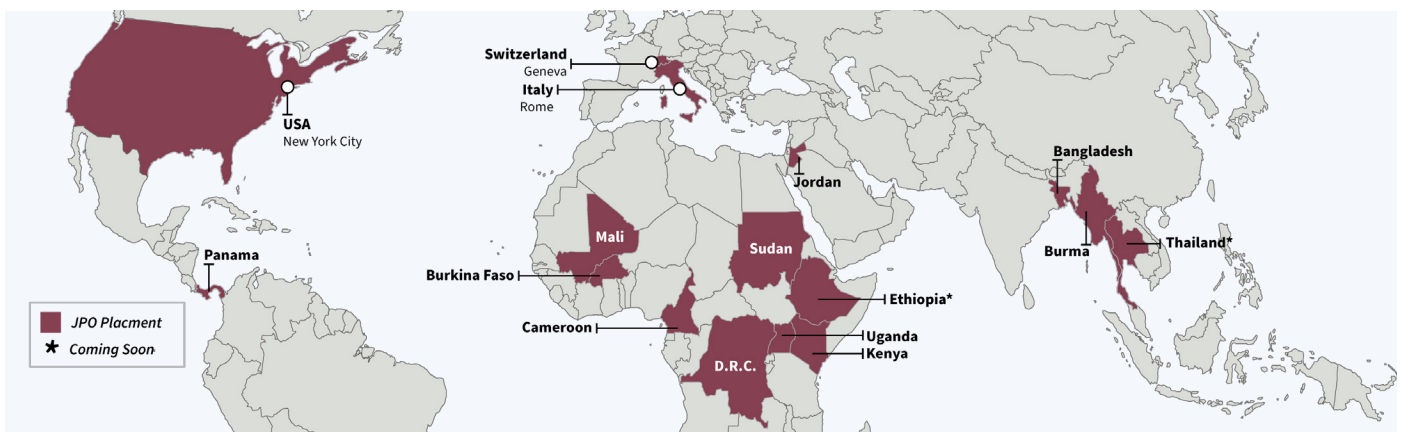 Switzerland
Geneva
Italy
Rome
USA
New York City
Bangladesh
Jordan
Mali
Sudan
Thailand*
Burma
Panama
Burkina Faso
Ethiopia*
JPO Placment
Cameroon
Uganda
* Coming Soon
Kenya
D.R.C.